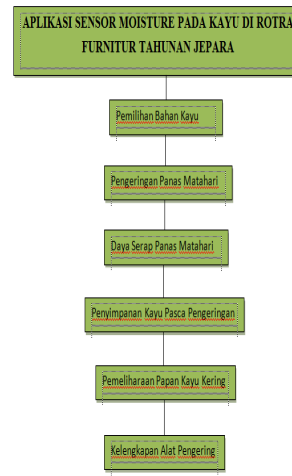 APLIKASI SENSOR MOISTURE PADA KAYU DI ROTRA
FURNITUR TAHUNAN JEPARA
Pemilihan Bahan Kayu
Pengeringan Panas Matahari
Daya Serap Panas Matahari
Penyimpanan Kayu Pasca Pengeringan
Pemeliharaan Papan Kayu Kering
Kelengkapan Alat Pengering